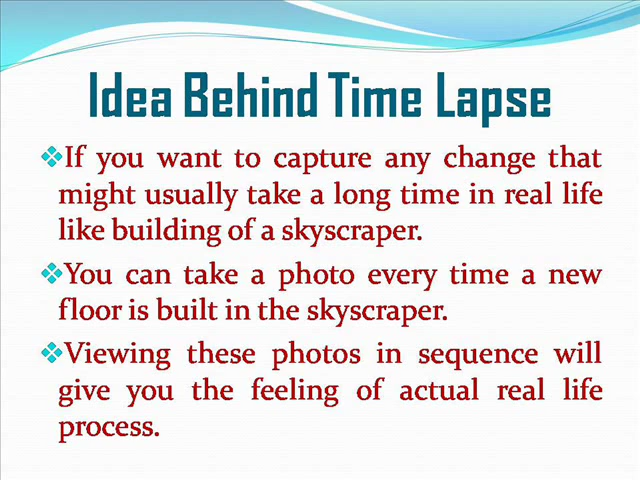 Idea Behind Time Lapse
❖If you want to capture any change that
might usually take a long time in real life
like building of a skyscraper.
❖You can take a photo every time a new
floor is built in the skyscraper.
❖Viewing these photos in sequence will
give you the feeling of actual real life
process.